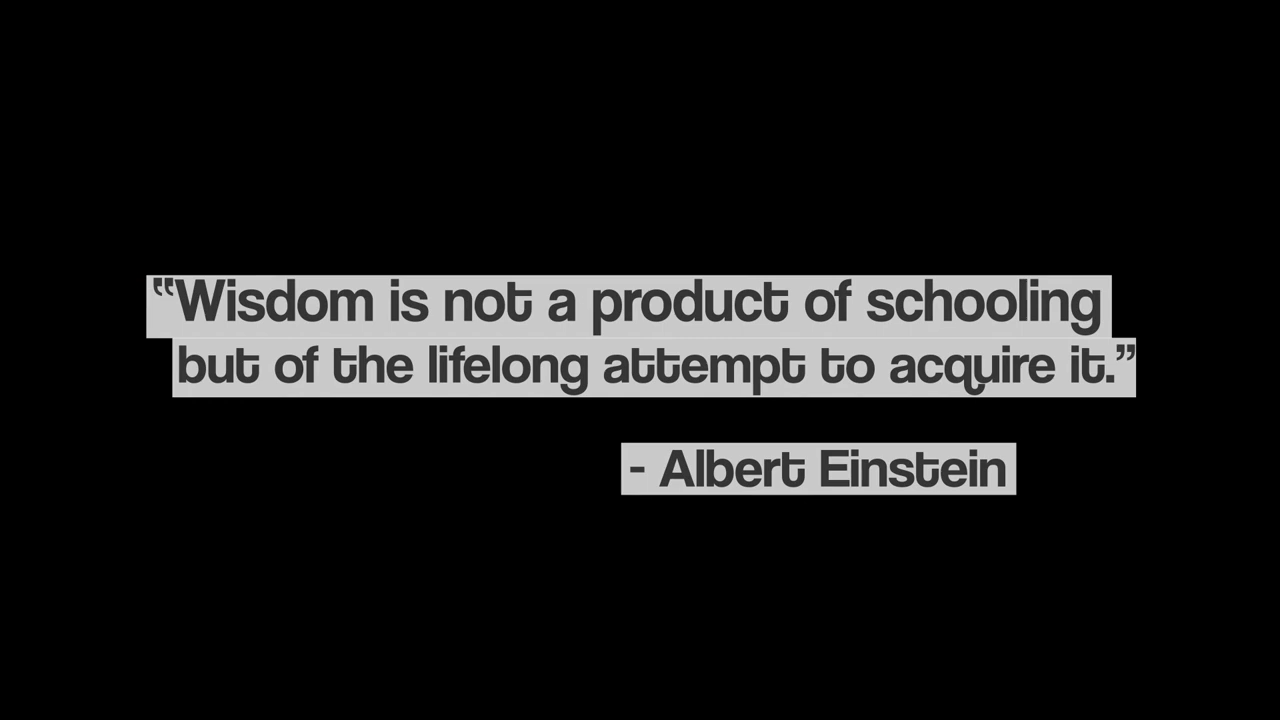 “Wisdom is not a product of schooling
but of the lifelong attempt to acquire it.”
- Albert Einstein